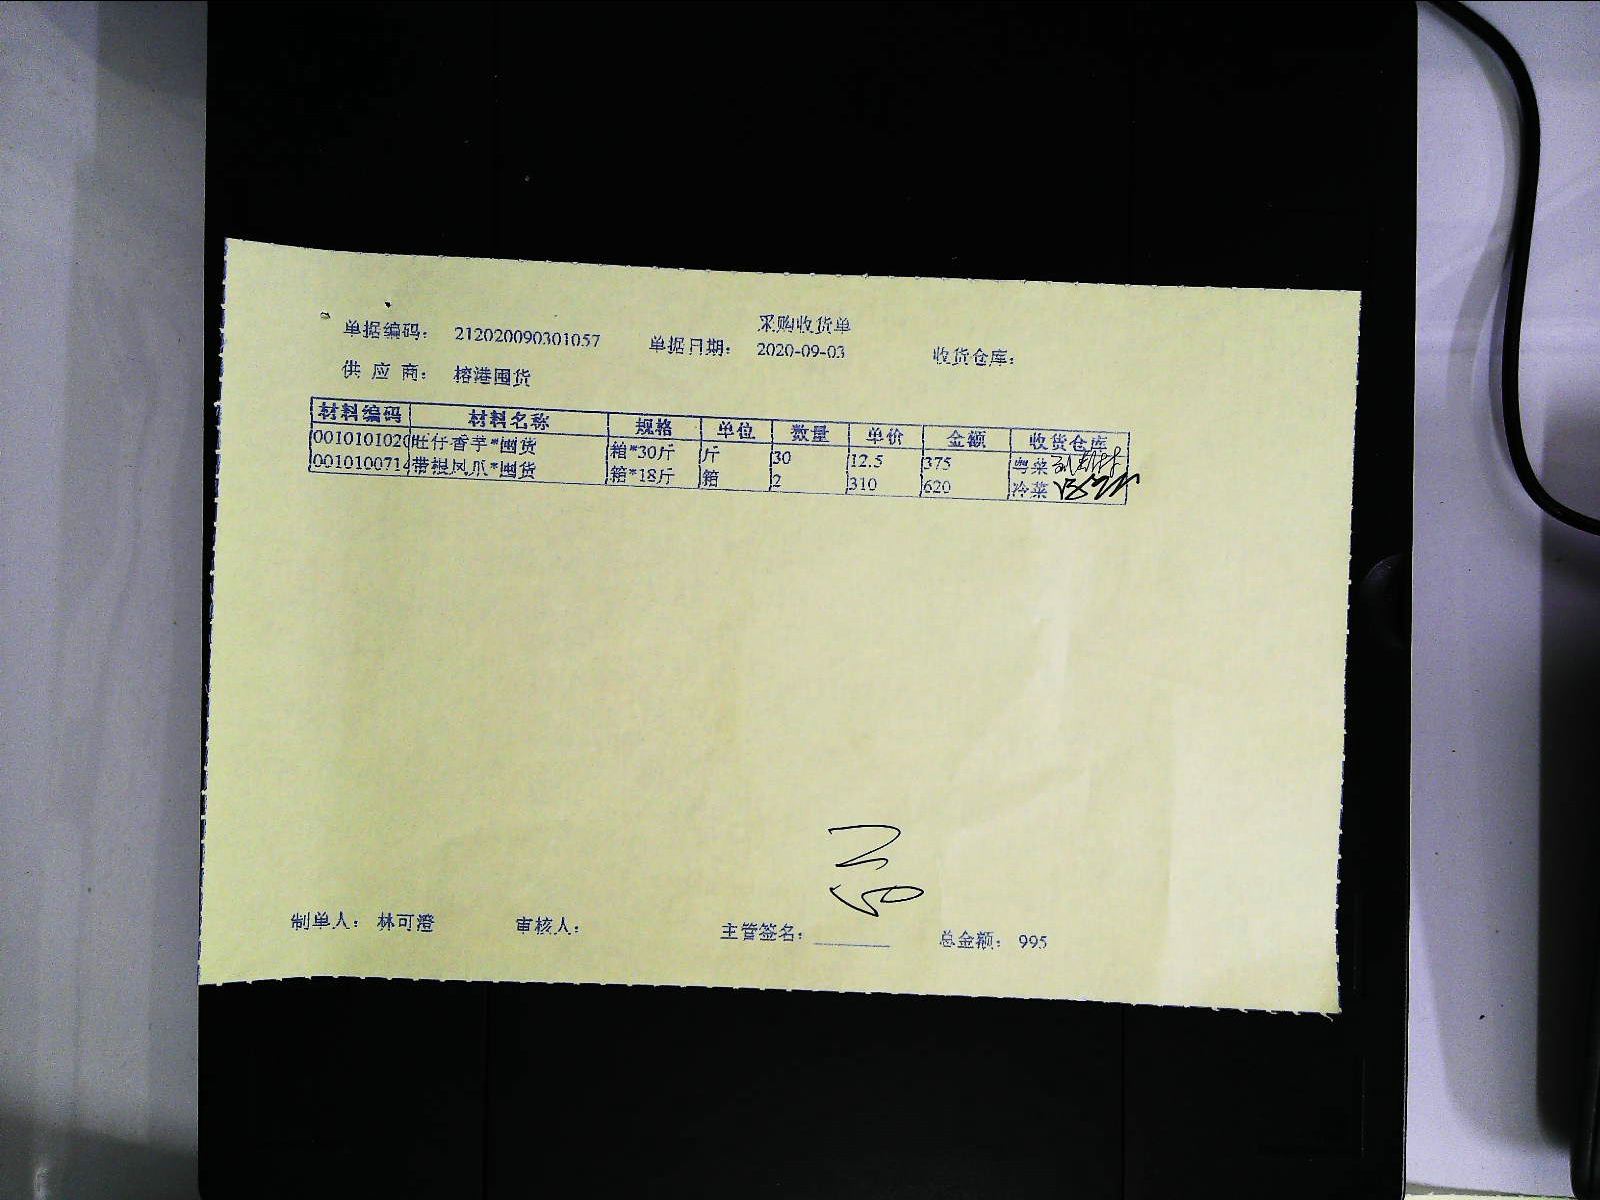 采购收货单
单据编码： 212020090301057 单据日期： 2020-09-03 收货仓库：
供 应 商： 榕港囤货
材料编码 材料名称 规格 单位 数量 单价 金额 收货仓库
0010101020 旺仔香芋*囤货 箱*30斤 斤 30 12.5 375 粤菜
0010100714 带棍凤爪*囤货 箱*18斤 箱 2 310 620 冷菜
制单人： 林可澄 审核人： 主管签名： 总金额： 995